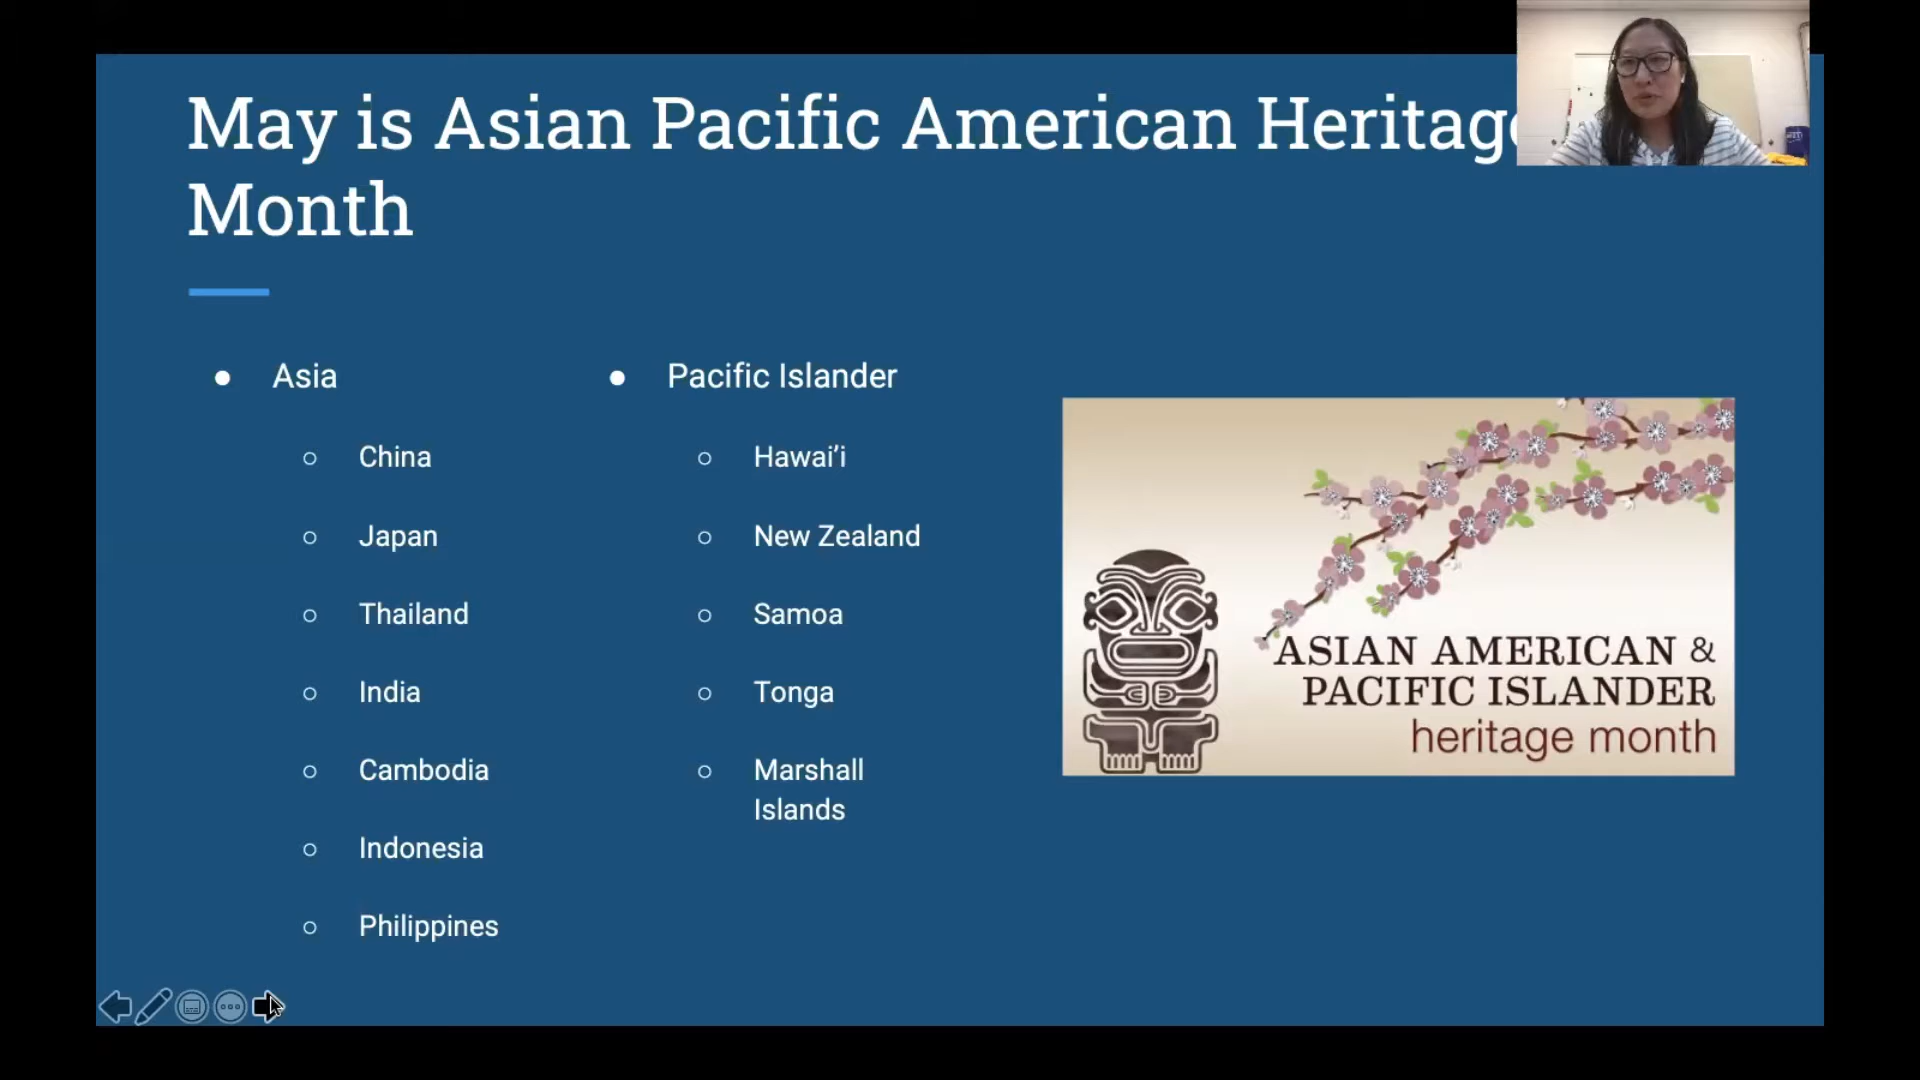 May is Asian Pacific American Heritag
Month
Asia
China
Japan
Thailand
India
Cambodia
Indonesia
Philippines
Pacific Islander
Hawai’i
New Zealand
Samoa
Tonga
Marshall
Islands
ASIAN AMERICAN &
PACIFIC ISLANDER
heritage month